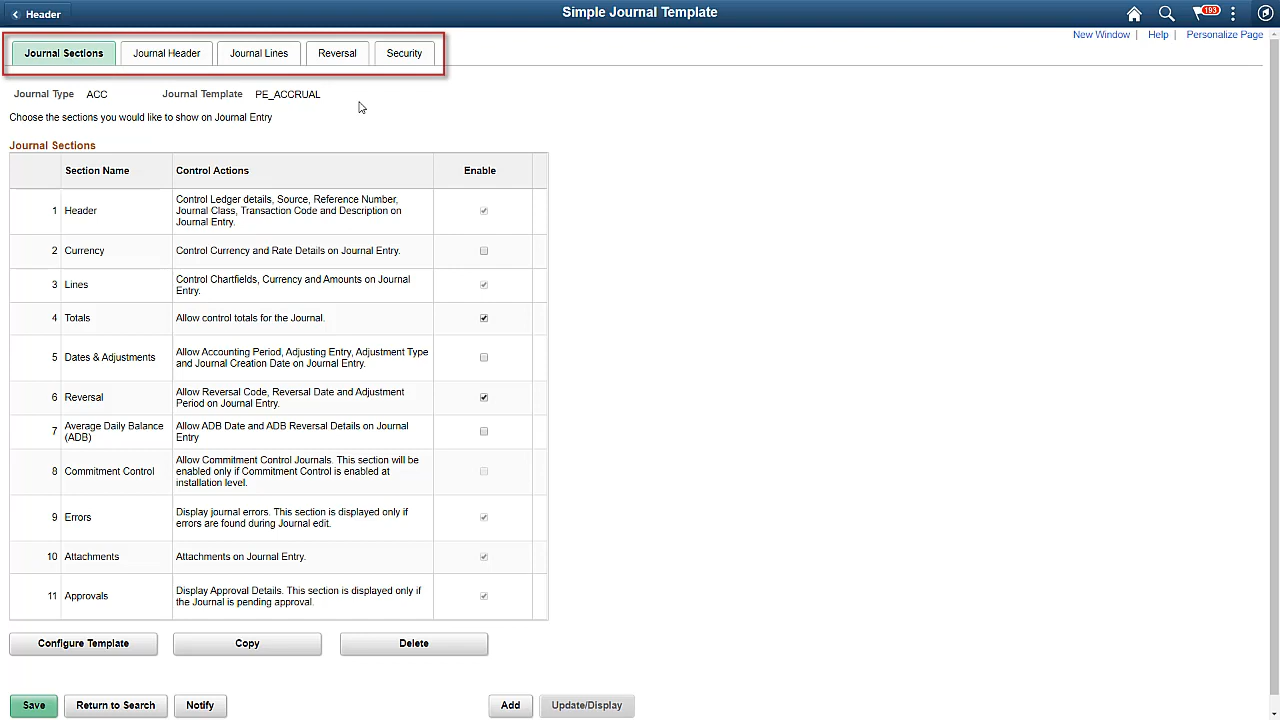 Header
Simple Journal Template
193
New Window | Help | Personalize Page
Journal Sections
Journal Header
Journal Lines
Reversal
Security
Journal Type ACC Journal Template PE_ACCRUAL
Choose the sections you would like to show on Journal Entry
Journal Sections
Section Name Control Actions Enable
1 Header Control Ledger details, Source, Reference Number,
Journal Class, Transaction Code and Description on
Journal Entry.
2 Currency Control Currency and Rate Details on Journal Entry.
3 Lines Control Chartfields, Currency and Amounts on Journal
Entry.
4 Totals Allow control totals for the Journal.
5 Dates & Adjustments Allow Accounting Period, Adjusting Entry, Adjustment Type
and Journal Creation Date on Journal Entry.
6 Reversal Allow Reversal Code, Reversal Date and Adjustment
Period on Journal Entry.
7 Average Daily Balance
(ADB) Allow ADB Date and ADB Reversal Details on Journal
Entry
8 Commitment Control Allow Commitment Control Journals. This section will be
enabled only if Commitment Control is enabled at
installation level.
9 Errors Display journal errors. This section is displayed only if
errors are found during Journal edit.
10 Attachments Attachments on Journal Entry.
11 Approvals Display Approval Details. This section is displayed only if
the Journal is pending approval.
Configure Template
Copy
Delete
Save
Return to Search
Notify
Add
Update/Display